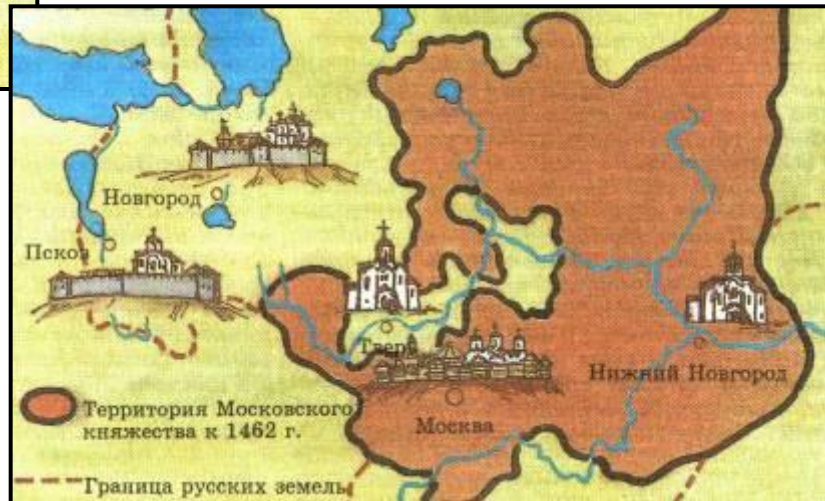 Новгород
Псков
Тверь
Нижний Новгород
Москва
Территория Московского
княжества к 1462 г.
Граница русских земель